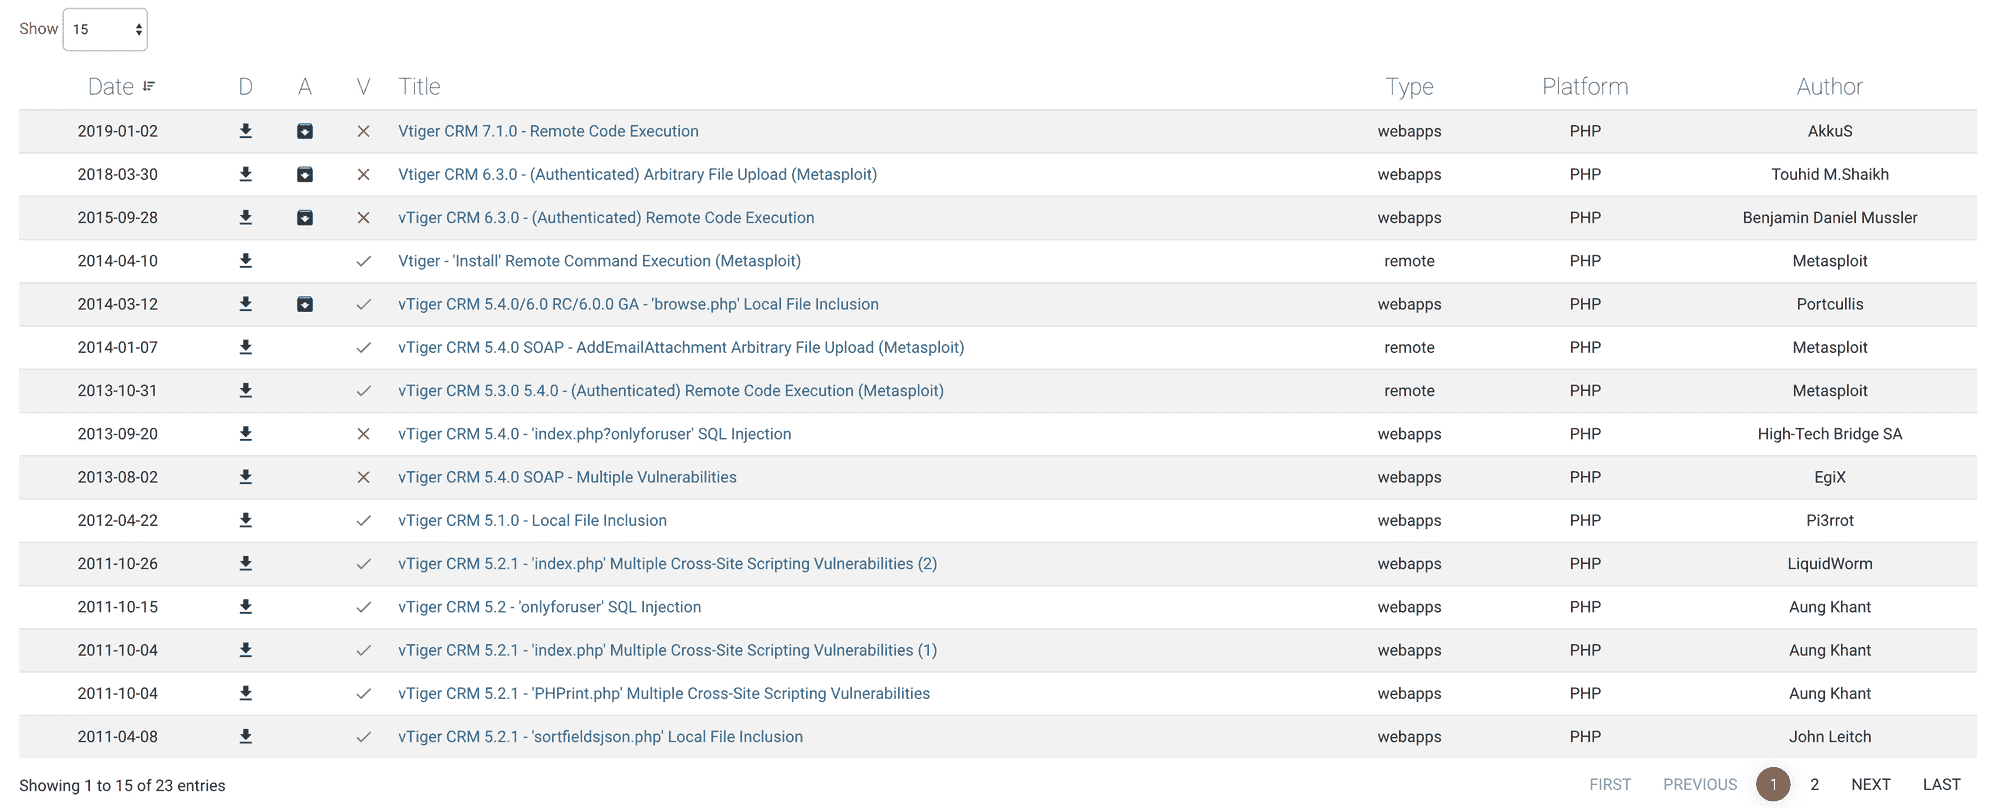 Show 15
Date D A V Title Type Platform Author
2019-01-02 Vtiger CRM 7.1.0 - Remote Code Execution webapps PHP AkkuS
2018-03-30 Vtiger CRM 6.3.0 - (Authenticated) Arbitrary File Upload (Metasploit) webapps PHP Touhid M.Shaikh
2015-09-28 vTiger CRM 6.3.0 - (Authenticated) Remote Code Execution webapps PHP Benjamin Daniel Mussler
2014-04-10 Vtiger - 'Install' Remote Command Execution (Metasploit) remote PHP Metasploit
2014-03-12 vTiger CRM 5.4.0/6.0 RC/6.0.0 GA - 'browse.php' Local File Inclusion webapps PHP Portcullis
2014-01-07 vTiger CRM 5.4.0 SOAP - AddEmailAttachment Arbitrary File Upload (Metasploit) remote PHP Metasploit
2013-10-31 vTiger CRM 5.3.0 5.4.0 - (Authenticated) Remote Code Execution (Metasploit) remote PHP Metasploit
2013-09-20 vTiger CRM 5.4.0 - 'index.php?onlyforuser' SQL Injection webapps PHP High-Tech Bridge SA
2013-08-02 vTiger CRM 5.4.0 SOAP - Multiple Vulnerabilities webapps PHP EgiX
2012-04-22 vTiger CRM 5.1.0 - Local File Inclusion webapps PHP Pi3rrot
2011-10-26 vTiger CRM 5.2.1 - 'index.php' Multiple Cross-Site Scripting Vulnerabilities (2) webapps PHP LiquidWorm
2011-10-15 vTiger CRM 5.2 - 'onlyforuser' SQL Injection webapps PHP Aung Khant
2011-10-04 vTiger CRM 5.2.1 - 'index.php' Multiple Cross-Site Scripting Vulnerabilities (1) webapps PHP Aung Khant
2011-10-04 vTiger CRM 5.2.1 - 'PHPrint.php' Multiple Cross-Site Scripting Vulnerabilities webapps PHP Aung Khant
2011-04-08 vTiger CRM 5.2.1 - 'sortfieldsjson.php' Local File Inclusion webapps PHP John Leitch
Showing 1 to 15 of 23 entries FIRST PREVIOUS 1 2 NEXT LAST